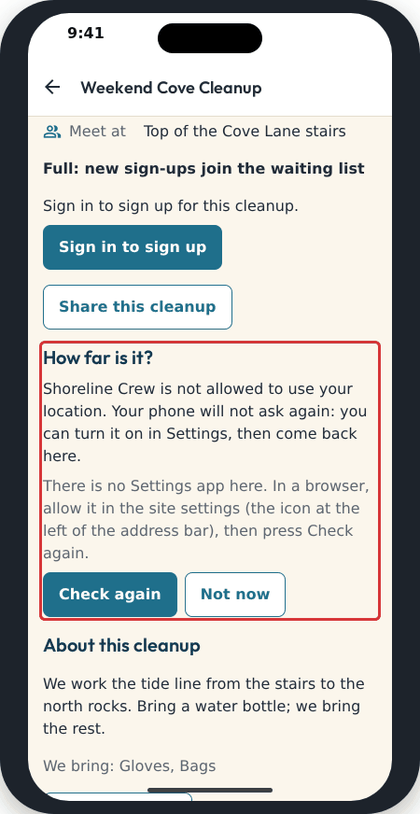 9:41
Weekend Cove Cleanup
Meet at Top of the Cove Lane stairs
Full: new sign-ups join the waiting list
Sign in to sign up for this cleanup.
Sign in to sign up
Share this cleanup
How far is it?
Shoreline Crew is not allowed to use your
location. Your phone will not ask again: you
can turn it on in Settings, then come back
here.
There is no Settings app here. In a browser,
allow it in the site settings (the icon at the
left of the address bar), then press Check
again.
Check again Not now
About this cleanup
We work the tide line from the stairs to the
north rocks. Bring a water bottle; we bring
the rest.
We bring: Gloves, Bags